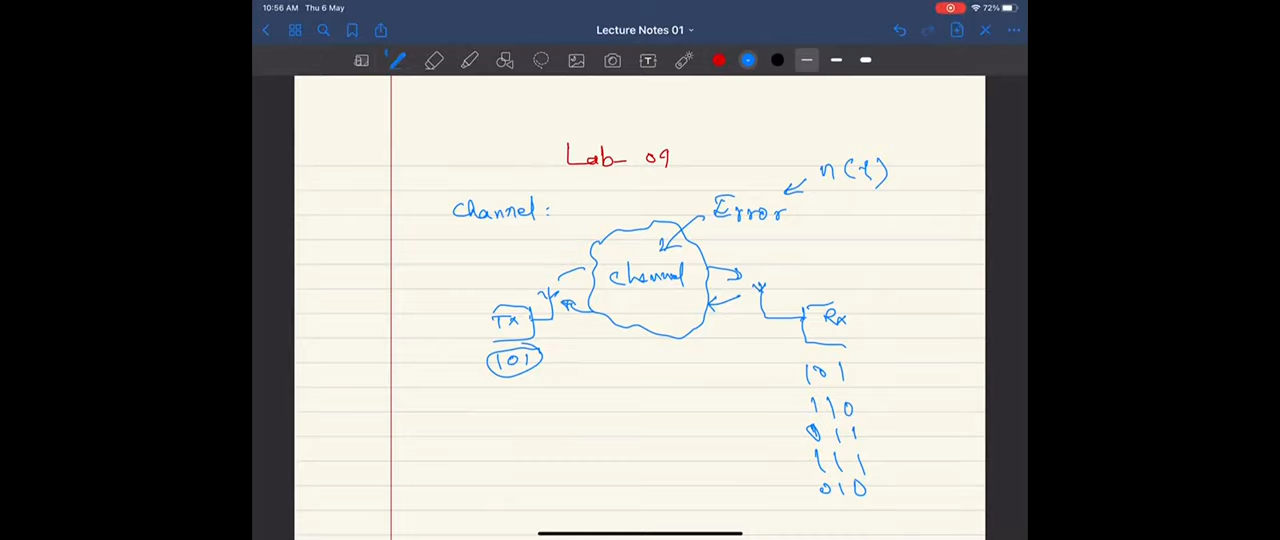 10:56 AM Thu 6 May
72%
Lecture Notes 01
Lab- 09
n(t)
Channel:
Error
Channel
Tx
Rx
101
101
110
011
111
010